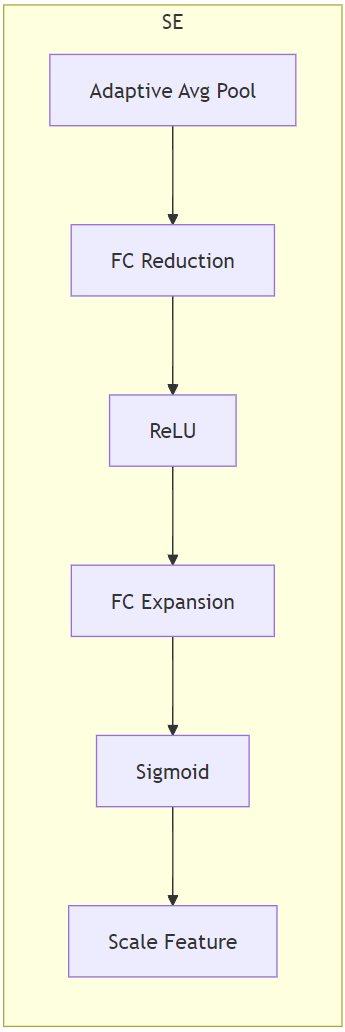 SE
Adaptive Avg Pool
FC Reduction
ReLU
FC Expansion
Sigmoid
Scale Feature